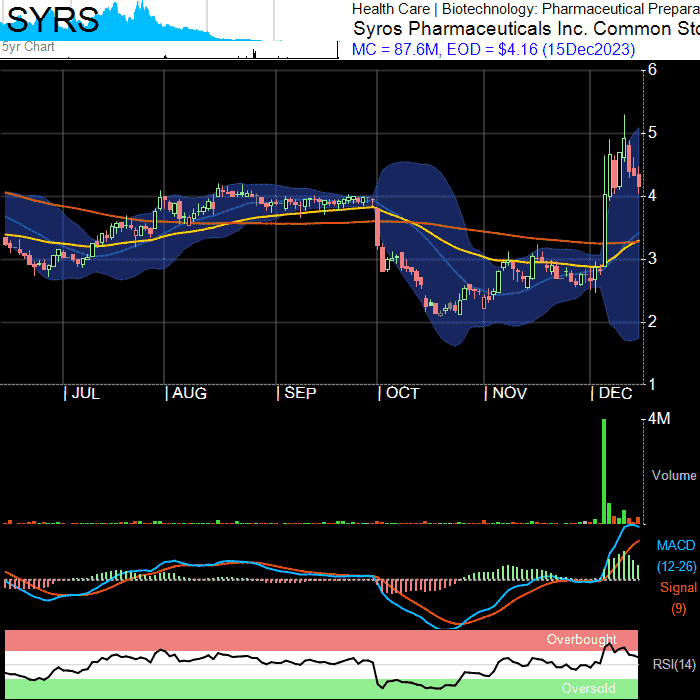 SYRS
5yr Chart
Health Care | Biotechnology: Pharmaceutical Prepara
Syros Pharmaceuticals Inc. Common Sto
MC = 87.6M, EOD = $4.16 (15Dec2023)
6
5
4
3
2
1
| JUL | AUG | SEP | OCT | NOV | DEC
4M
Volume
MACD
(12-26)
Signal
(9)
Overbought
RSI(14)
Oversold